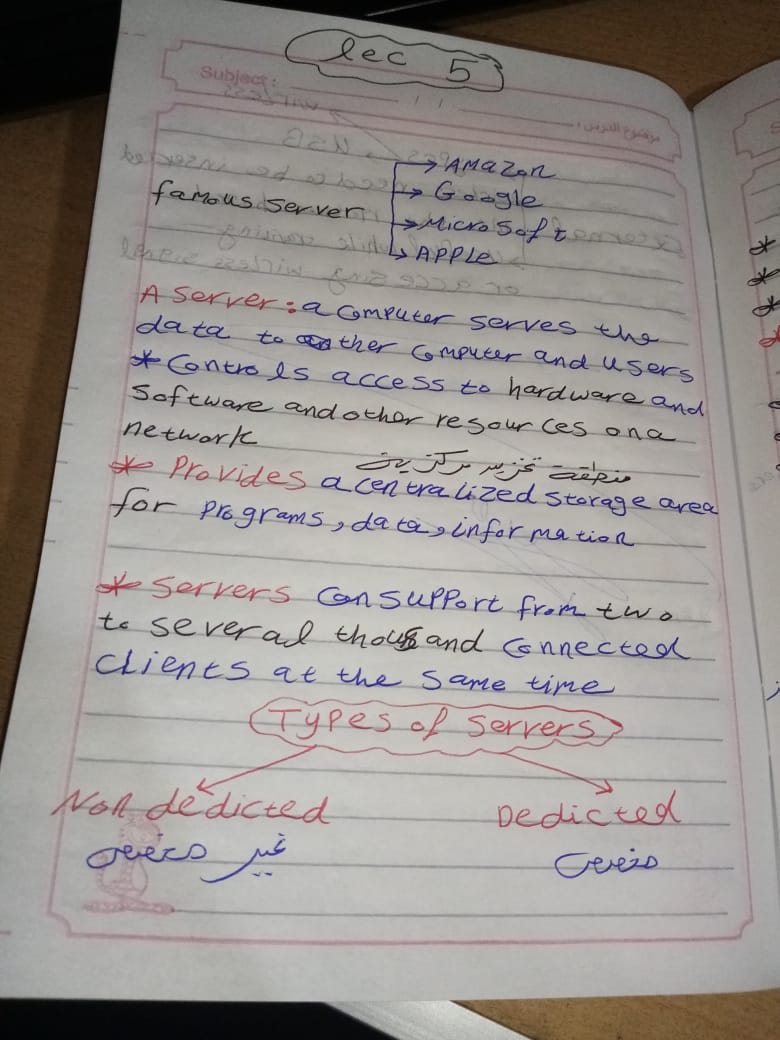 lec 5
Subject:
موضوع الدرس:
famous server
→ AMaZon
→ Google
→ MicroSoft
→ APPle
A server: a computer serves the
data to other computer and users
* Controls access to hardware and
Software and other resources on a
network
منطقة تخزين مركزية
* Provides a centralized storage area
for programs, data, information
* Servers can support from two
to several thousand connected
clients at the same time
Types of servers
Non dedicted
Dedicted
غير مخصص
مخصص